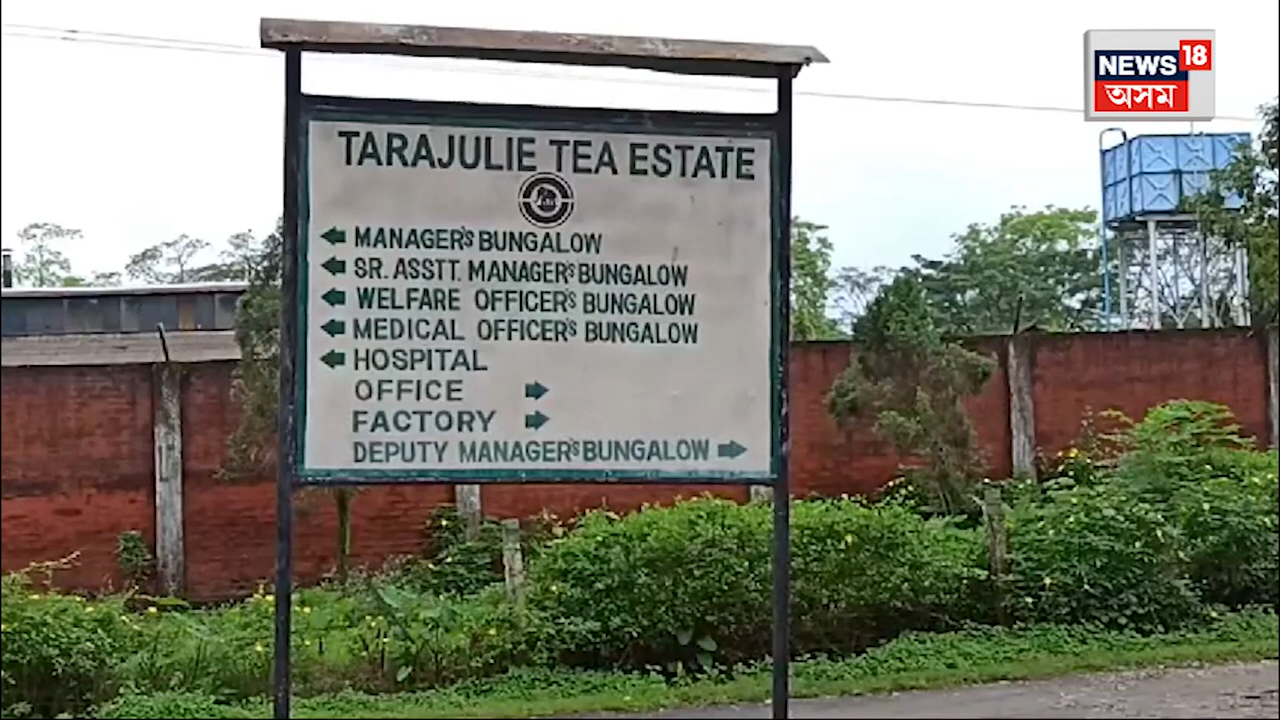 NEWS 18
অসম
TARAJULIE TEA ESTATE
MANAGER'S BUNGALOW
SR. ASSTT. MANAGER'S BUNGALOW
WELFARE OFFICER'S BUNGALOW
MEDICAL OFFICER'S BUNGALOW
HOSPITAL
OFFICE
FACTORY
DEPUTY MANAGER'S BUNGALOW